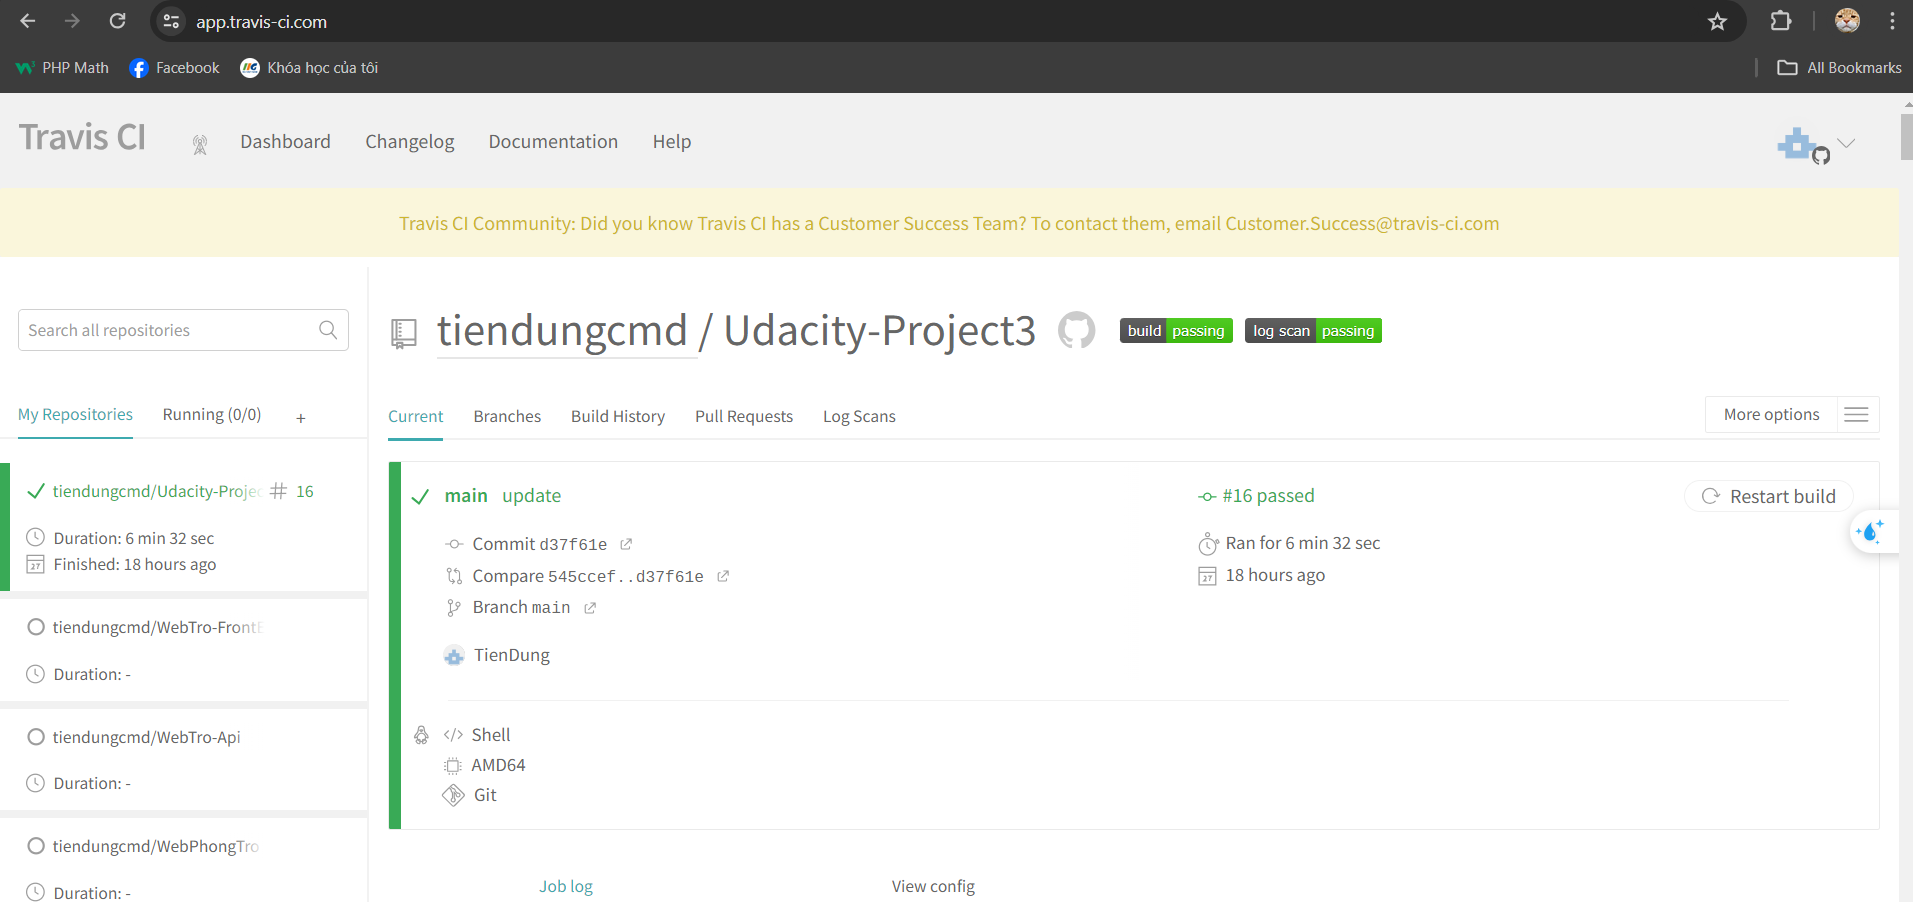 app.travis-ci.com
PHP Math
Facebook
Khóa học của tôi
All Bookmarks
Travis CI
Dashboard
Changelog
Documentation
Help
Travis CI Community: Did you know Travis CI has a Customer Success Team? To contact them, email Customer.Success@travis-ci.com
Search all repositories
My Repositories
Running (0/0)
+
tiendungcmd/Udacity-Projec # 16
Duration: 6 min 32 sec
27 Finished: 18 hours ago
tiendungcmd/WebTro-FrontE
Duration: -
tiendungcmd/WebTro-Api
Duration: -
tiendungcmd/WebPhongTro
Duration: -
tiendungcmd / Udacity-Project3
build passing
log scan passing
Current
Branches
Build History
Pull Requests
Log Scans
More options
main update
Commit d37f61e
Compare 545ccef..d37f61e
Branch main
TienDung
#16 passed
Ran for 6 min 32 sec
27 18 hours ago
Restart build
</> Shell
AMD64
Git
Job log
View config